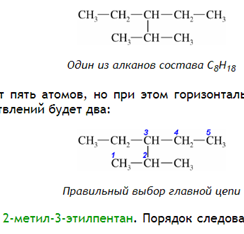 CH₃—CH₂—CH—CH₂—CH₃
CH₃—CH—CH₃
Один из алканов состава C₈H₁₈
т пять атомов, но при этом горизонталь
твлений будет два:
3 4 5
CH₃—CH₂—CH—CH₂—CH₃
1 2
CH₃—CH—CH₃
Правильный выбор главной цепи
2-метил-3-этилпентан. Порядок следова